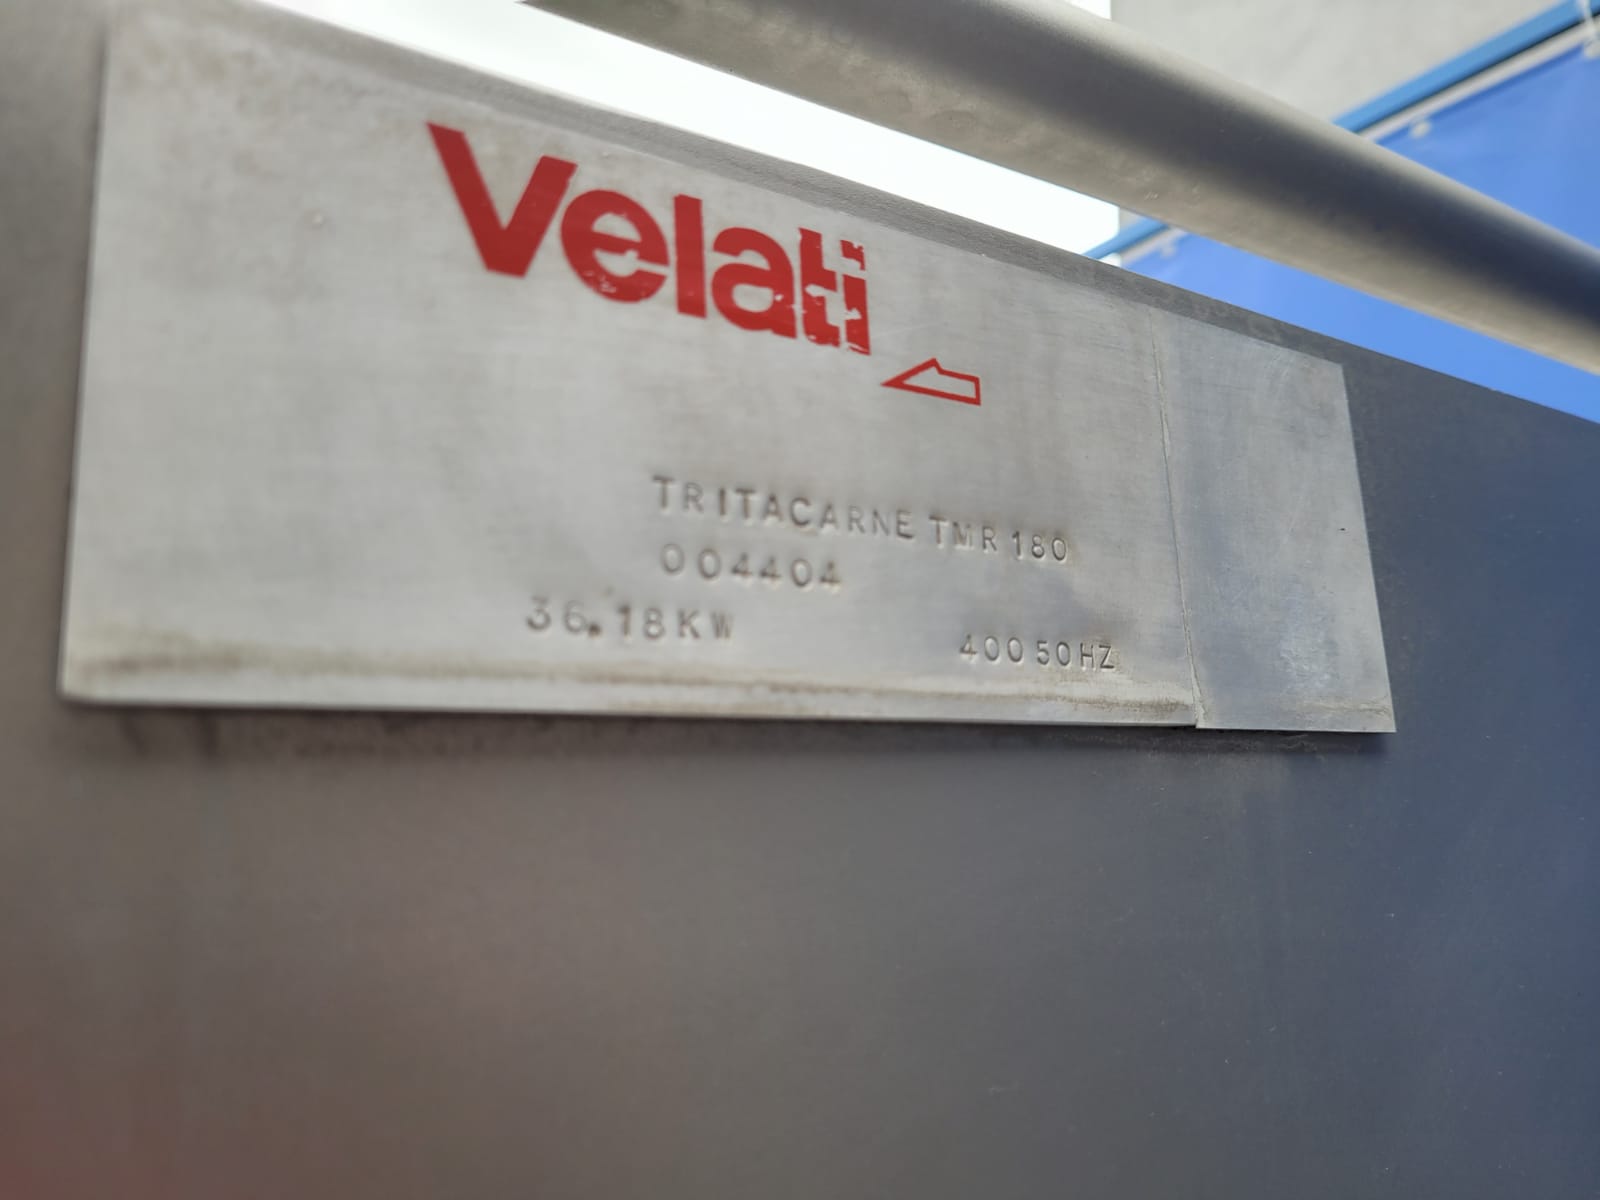 Velati
TRITACARNE TMR 180
004404
36.18KW 400 50HZ